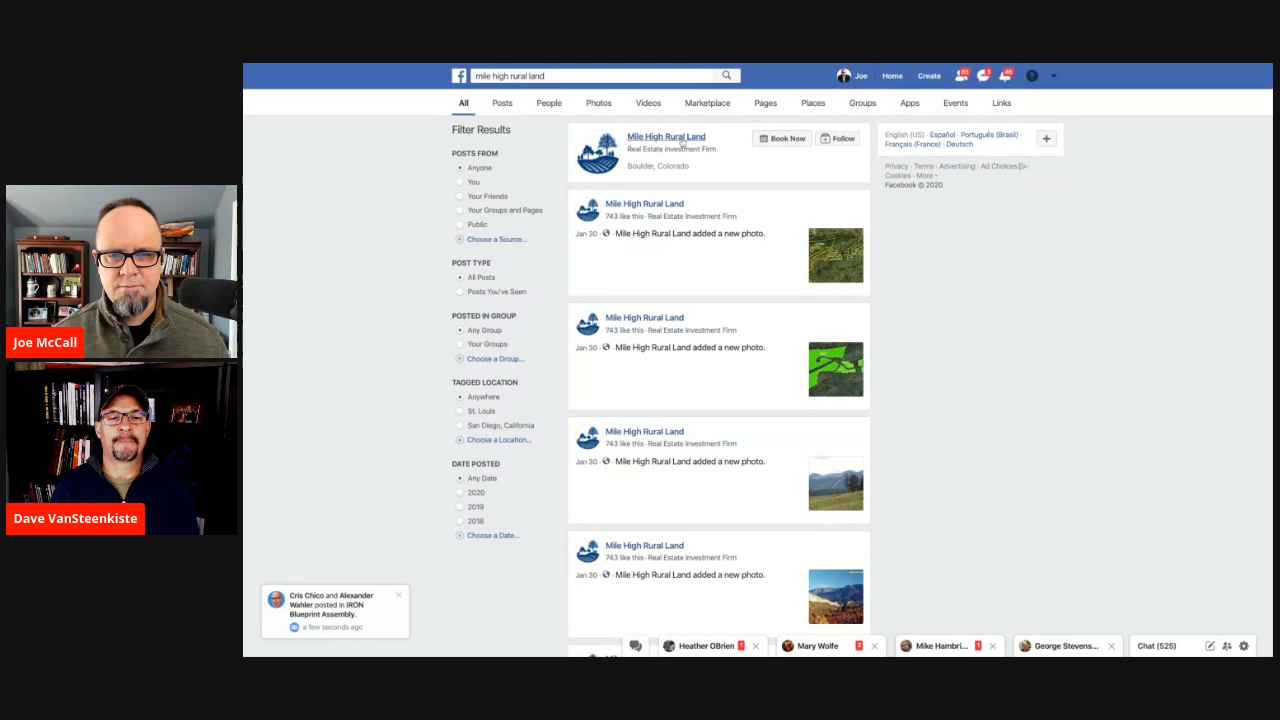 mile high rural land
Joe
Home
Create
65
3
46
All
Posts
People
Photos
Videos
Marketplace
Pages
Places
Groups
Apps
Events
Links
Filter Results
POSTS FROM
Anyone
You
Your Friends
Your Groups and Pages
Public
Choose a Source...
POST TYPE
All Posts
Posts You've Seen
POSTED IN GROUP
Any Group
Your Groups
Choose a Group...
TAGGED LOCATION
Anywhere
St. Louis
San Diego, California
Choose a Location...
DATE POSTED
Any Date
2020
2019
2018
Choose a Date...
Mile High Rural Land
Real Estate Investment Firm
Boulder, Colorado
Book Now
Follow
Mile High Rural Land
743 like this · Real Estate Investment Firm
Jan 30 · Mile High Rural Land added a new photo.
Mile High Rural Land
743 like this · Real Estate Investment Firm
Jan 30 · Mile High Rural Land added a new photo.
Mile High Rural Land
743 like this · Real Estate Investment Firm
Jan 30 · Mile High Rural Land added a new photo.
Mile High Rural Land
743 like this · Real Estate Investment Firm
Jan 30 · Mile High Rural Land added a new photo.
English (US) · Español · Português (Brasil) ·
Français (France) · Deutsch
Privacy · Terms · Advertising · Ad Choices ·
Cookies · More
Facebook © 2020
Joe McCall
Dave VanSteenkiste
Cris Chico and Alexander
Wahler posted in IRON
Blueprint Assembly.
a few seconds ago
Heather OBrien 1
Mary Wolfe 2
Mike Hambri... 1
George Stevens...
Chat (525)